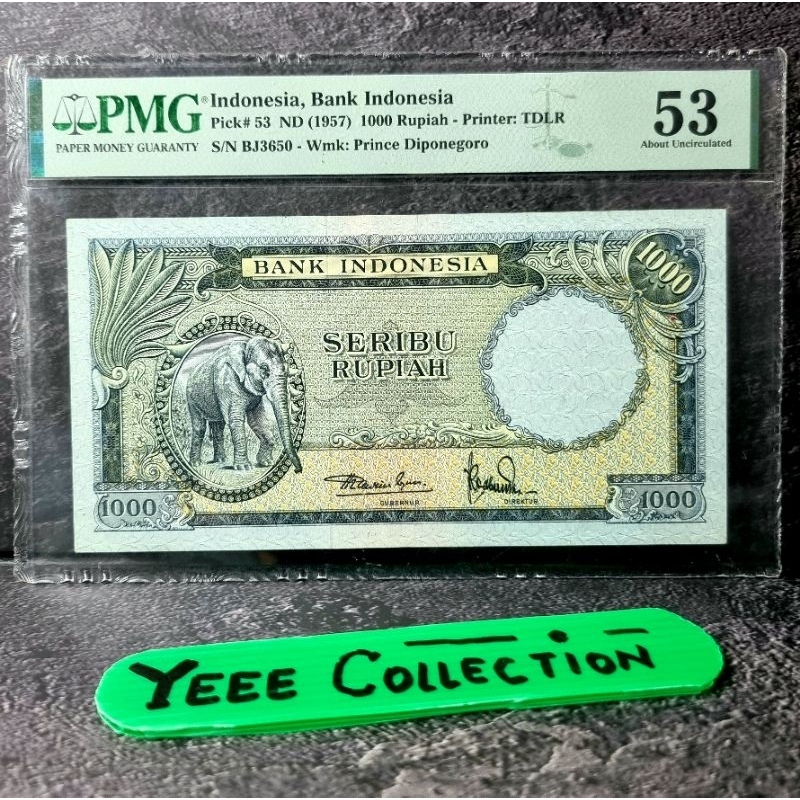 PMG® Indonesia, Bank Indonesia
Pick# 53 ND (1957) 1000 Rupiah - Printer: TDLR
53
PAPER MONEY GUARANTY
S/N BJ3650 - Wmk: Prince Diponegoro
About Uncirculated
BANK INDONESIA
1000
SERIBU
RUPIAH
GUBERNUR
DIREKTUR
1000
1000
YEEE COLLECTION